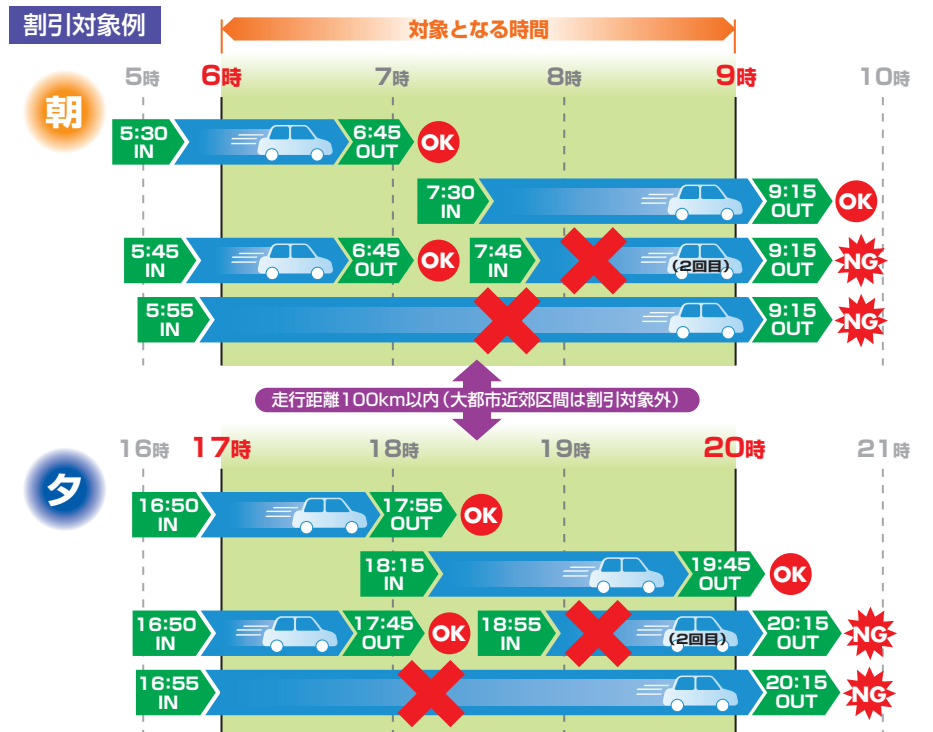 割引対象例
対象となる時間
朝
5時 6時 7時 8時 9時 10時
5:30 IN 6:45 OUT OK
7:30 IN 9:15 OUT OK
5:45 IN 6:45 OUT OK 7:45 IN (2回目) 9:15 OUT NG
5:55 IN 9:15 OUT NG
走行距離100km以内(大都市近郊区間は割引対象外)
夕
16時 17時 18時 19時 20時 21時
16:50 IN 17:55 OUT OK
18:15 IN 19:45 OUT OK
16:50 IN 17:45 OUT OK 18:55 IN (2回目) 20:15 OUT NG
16:55 IN 20:15 OUT NG